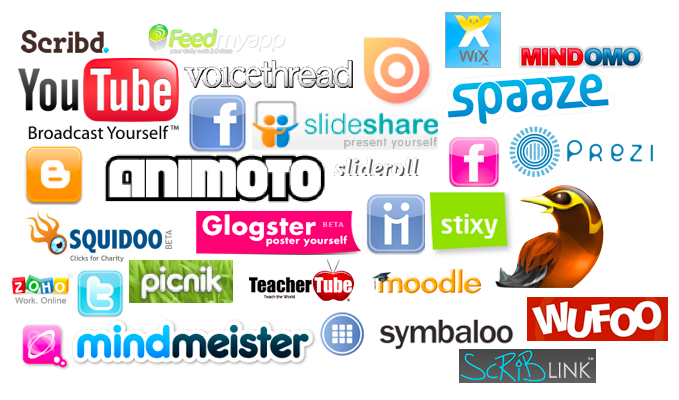 Scribd.
Feedmyapp
your daily web 2.0 dose
WiX
MINDOMO
YouTube
Broadcast Yourself™
voicethread
spaaze
f
slideshare
present yourself
f
PREZI
B
ANIMOTO
slideroll
SQUIDOO BETA
Clicks for Charity
Glogster BETA
poster yourself
stixy
ZOHO
Work. Online
t
picnik
TeacherTube
Teach the World
moodle
mindmeister
symbaloo
WUFOO
SCRIBLINK™